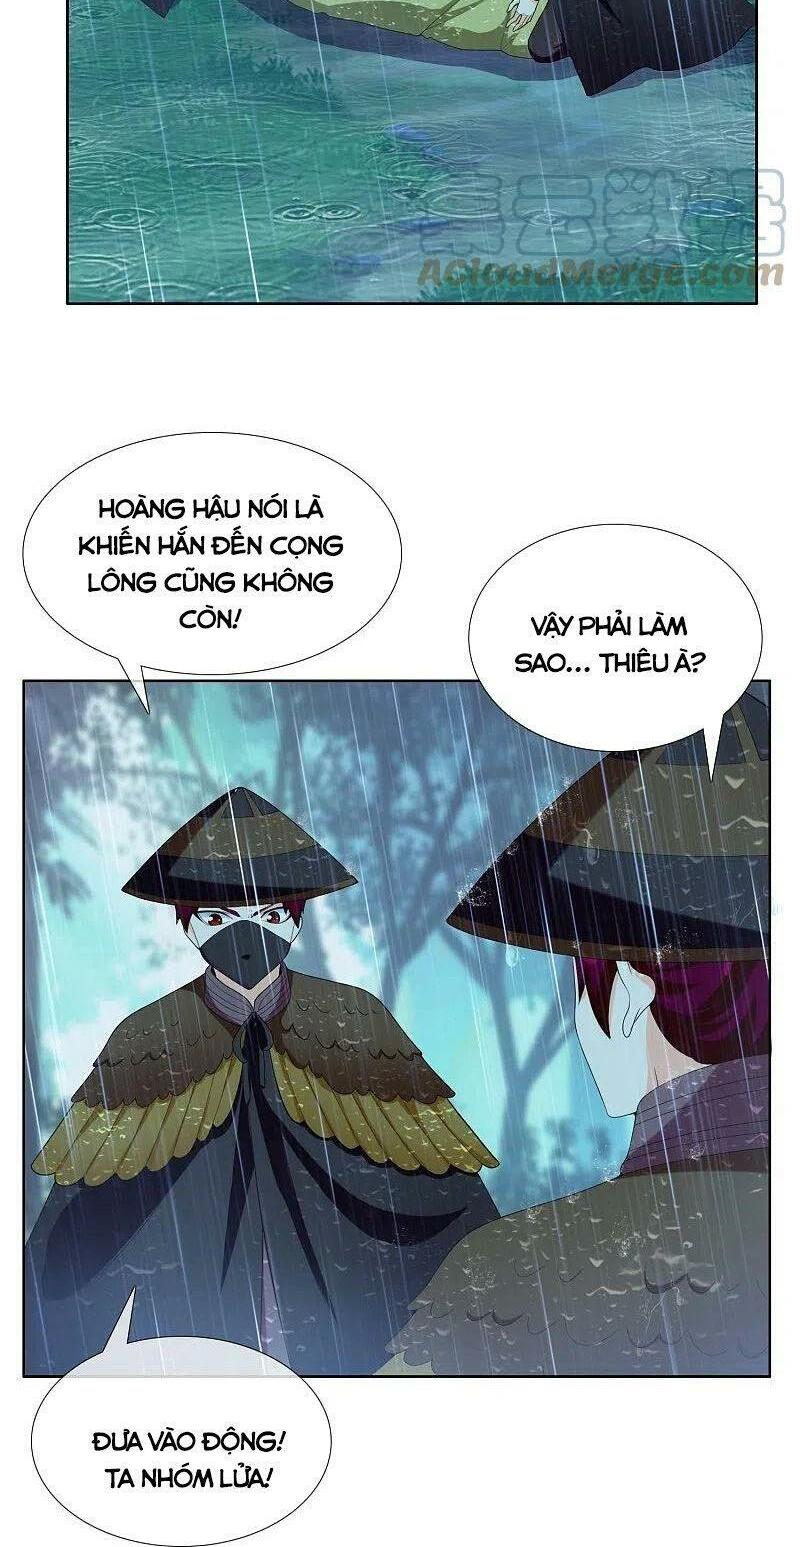 ACloudMerge.com
HOÀNG HẬU NÓI LÀ
KHIẾN HẮN ĐẾN CỌNG
LÔNG CŨNG KHÔNG
CÒN!
VẬY PHẢI LÀM
SAO... THIÊU À?
ĐƯA VÀO ĐỘNG!
TA NHÓM LỬA!